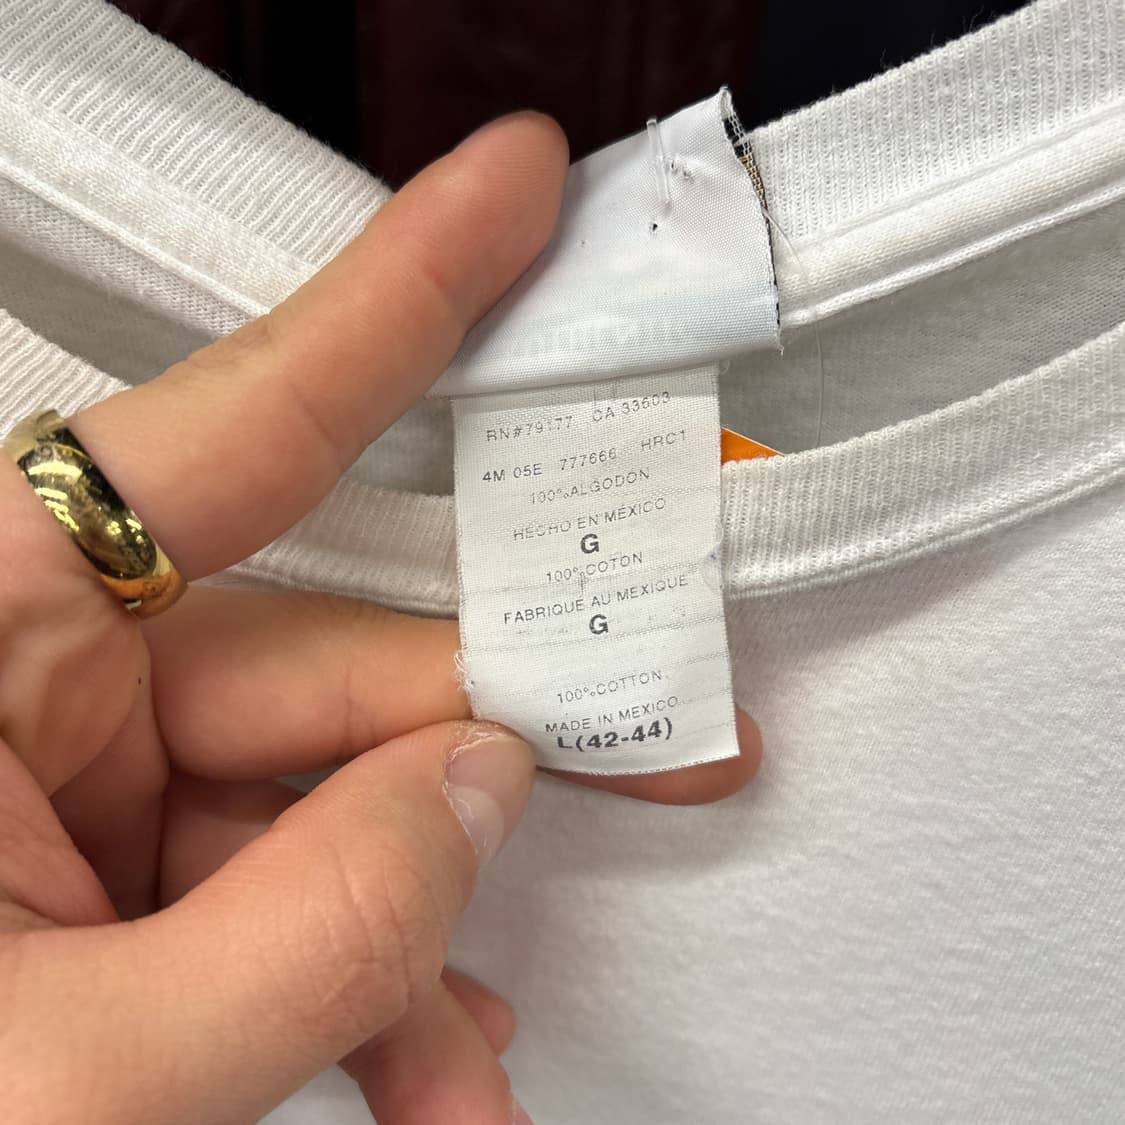 RN#79177 CA 33603
4M 05E 777666 HRC1
100%ALGODON
HECHO EN MÉXICO
G
100%COTON
FABRIQUE AU MEXIQUE
G
100%COTTON
MADE IN MEXICO
L(42-44)